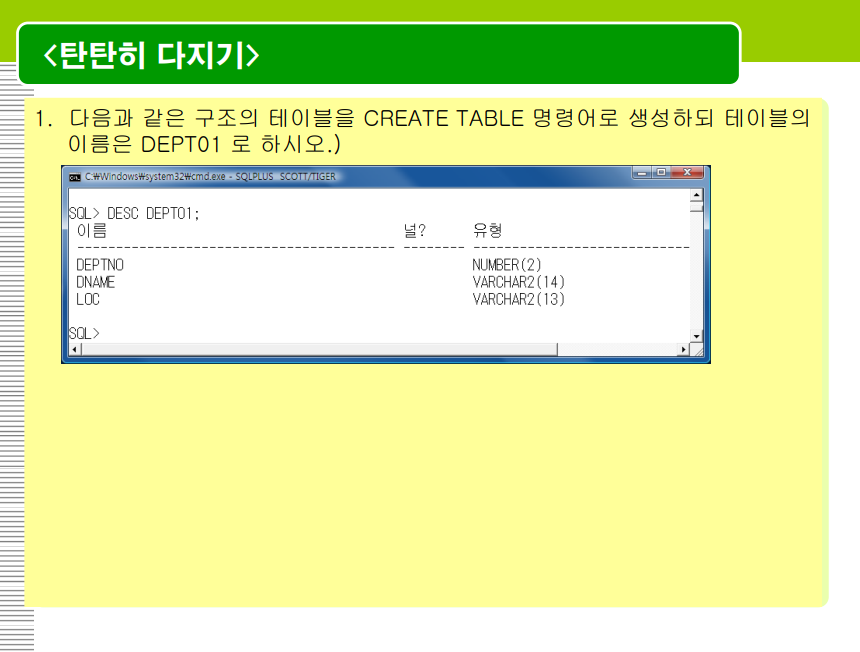 <탄탄히 다지기>
1. 다음과 같은 구조의 테이블을 CREATE TABLE 명령어로 생성하되 테이블의
이름은 DEPT01 로 하시오.)
C:\Windows\system32\cmd.exe - SQLPLUS SCOTT/TIGER
SQL> DESC DEPT01;
이름 널? 유형
----------------------------------------- -------- ----------------------------
DEPTNO NUMBER(2)
DNAME VARCHAR2(14)
LOC VARCHAR2(13)
SQL>